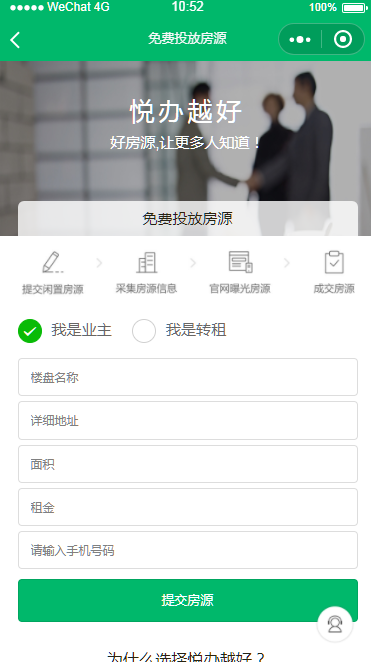 WeChat 4G 10:52 100%
免费投放房源
悦办越好
好房源,让更多人知道！
免费投放房源
提交闲置房源 采集房源信息 官网曝光房源 成交房源
我是业主 我是转租
楼盘名称
详细地址
面积
租金
请输入手机号码
提交房源
为什么选择悦办越好？